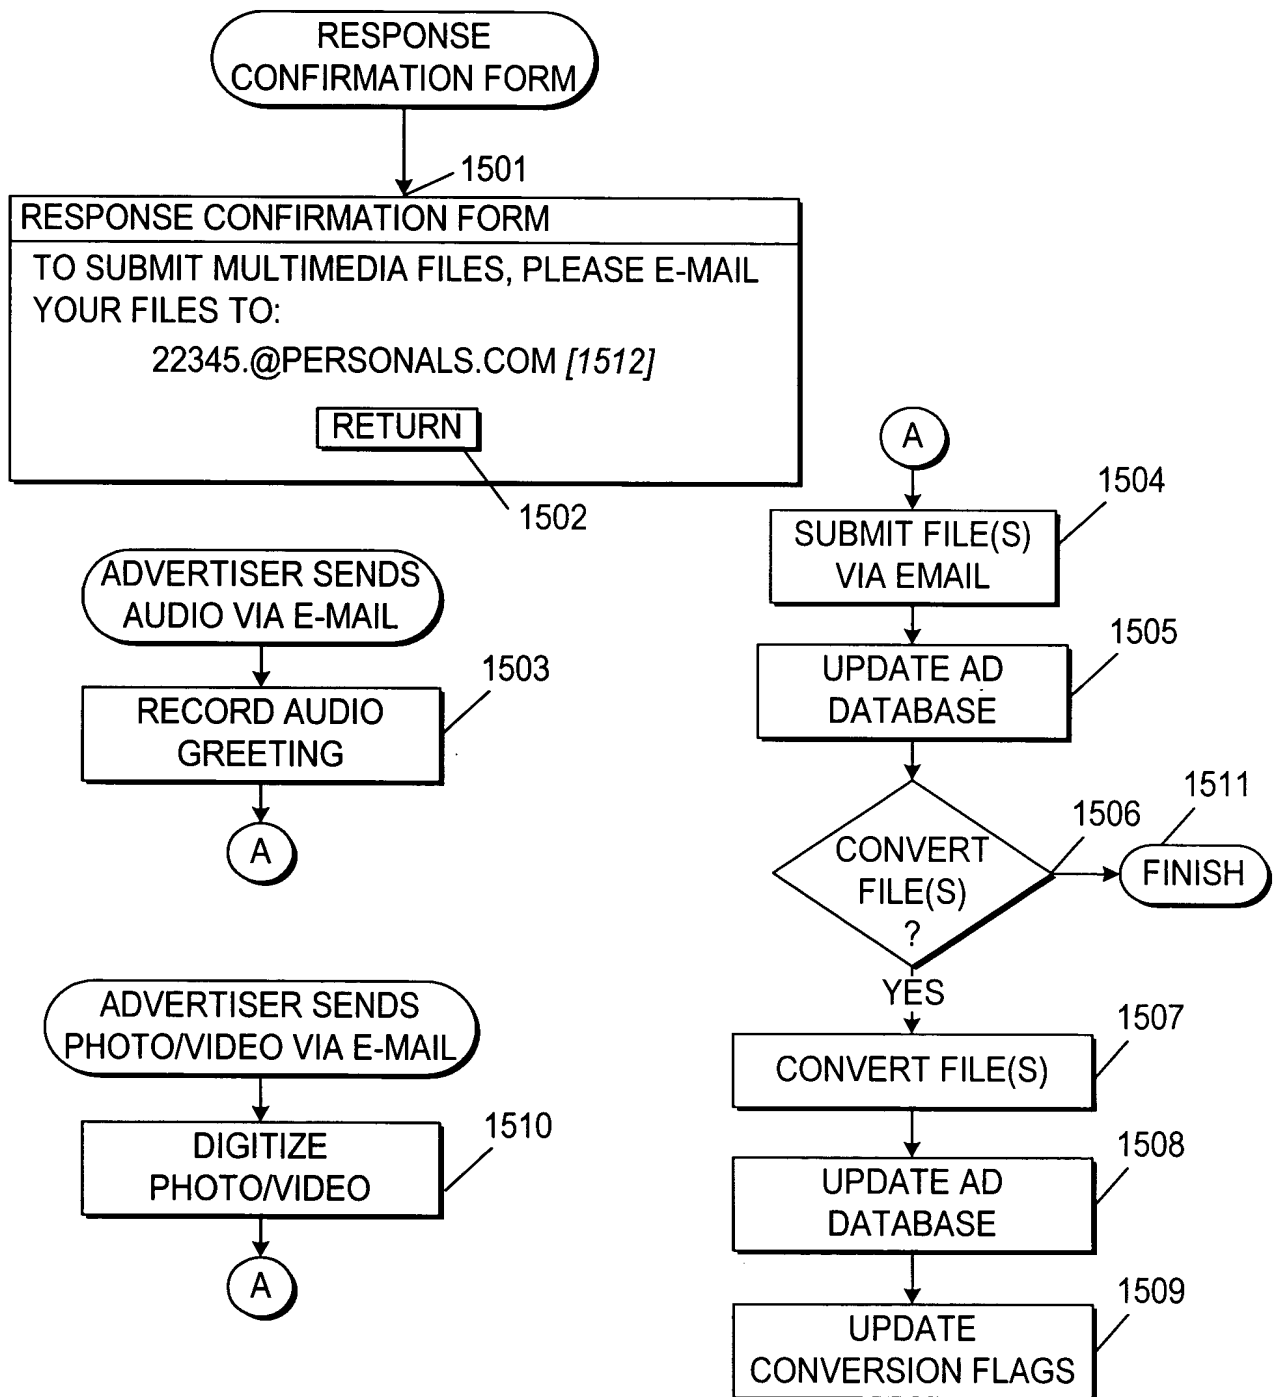 RESPONSE
CONFIRMATION FORM
1501
RESPONSE CONFIRMATION FORM
TO SUBMIT MULTIMEDIA FILES, PLEASE E-MAIL
YOUR FILES TO:
22345.@PERSONALS.COM [1512]
RETURN
1502
ADVERTISER SENDS
AUDIO VIA E-MAIL
1503
RECORD AUDIO
GREETING
A
ADVERTISER SENDS
PHOTO/VIDEO VIA E-MAIL
1510
DIGITIZE
PHOTO/VIDEO
A
A
1504
SUBMIT FILE(S)
VIA EMAIL
1505
UPDATE AD
DATABASE
1506
1511
CONVERT
FILE(S)
?
FINISH
YES
1507
CONVERT FILE(S)
1508
UPDATE AD
DATABASE
1509
UPDATE
CONVERSION FLAGS